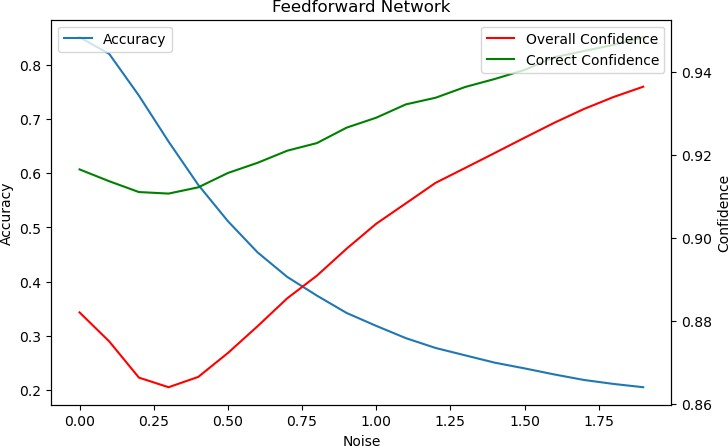 Feedforward Network
Accuracy
Overall Confidence
Correct Confidence
0.8
0.7
0.6
0.5
0.4
0.3
0.2
Accuracy
0.94
0.92
0.90
0.88
0.86
Confidence
0.00 0.25 0.50 0.75 1.00 1.25 1.50 1.75
Noise